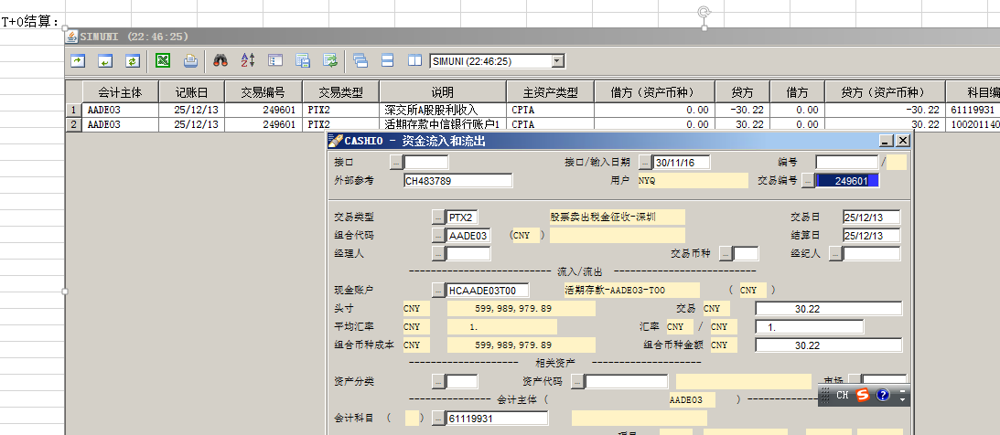 T+0结算：
SIMUNI (22:46:25)
SIMUNI (22:46:25)
会计主体 记账日 交易编号 交易类型 说明 主资产类型 借方（资产币种） 贷方 借方 贷方（资产币种） 科目编
1 AADE03 25/12/13 249601 PTX2 深交所A股股利收入 CPTA 0.00 -30.22 0.00 -30.22 61119931
2 AADE03 25/12/13 249601 PTX2 活期存款中信银行账户1 CPTA 0.00 30.22 0.00 30.22 100201140
CASHIO - 资金流入和流出
接口 ... 接口/输入日期 ... 30/11/16 编号 /
外部参考 CH483789 用户 NYQ 交易编号 ... 249601
交易类型 ... PTX2 股票卖出税金征收-深圳 交易日 25/12/13
组合代码 ... AADE03 (CNY ) 结算日 25/12/13
经理人 ... 交易币种 ... 经纪人 ...
-------------------------- 流入/流出 --------------------------
现金账户 ... HCAADE03T00 活期存款-AADE03-T00 ( CNY )
头寸 CNY 599,989,979.89 交易 CNY 30.22
平均汇率 CNY 1. 汇率 CNY / CNY 1.
组合币种成本 CNY 599,989,979.89 组合币种金额 CNY 30.22
-------------------- 相关资产 --------------------
资产分类 ... 资产代码 ... 市场 ...
CH S ?
--------------- 会计主体 ( AADE03 ) ---------------
会计科目 ( ) ... 61119931